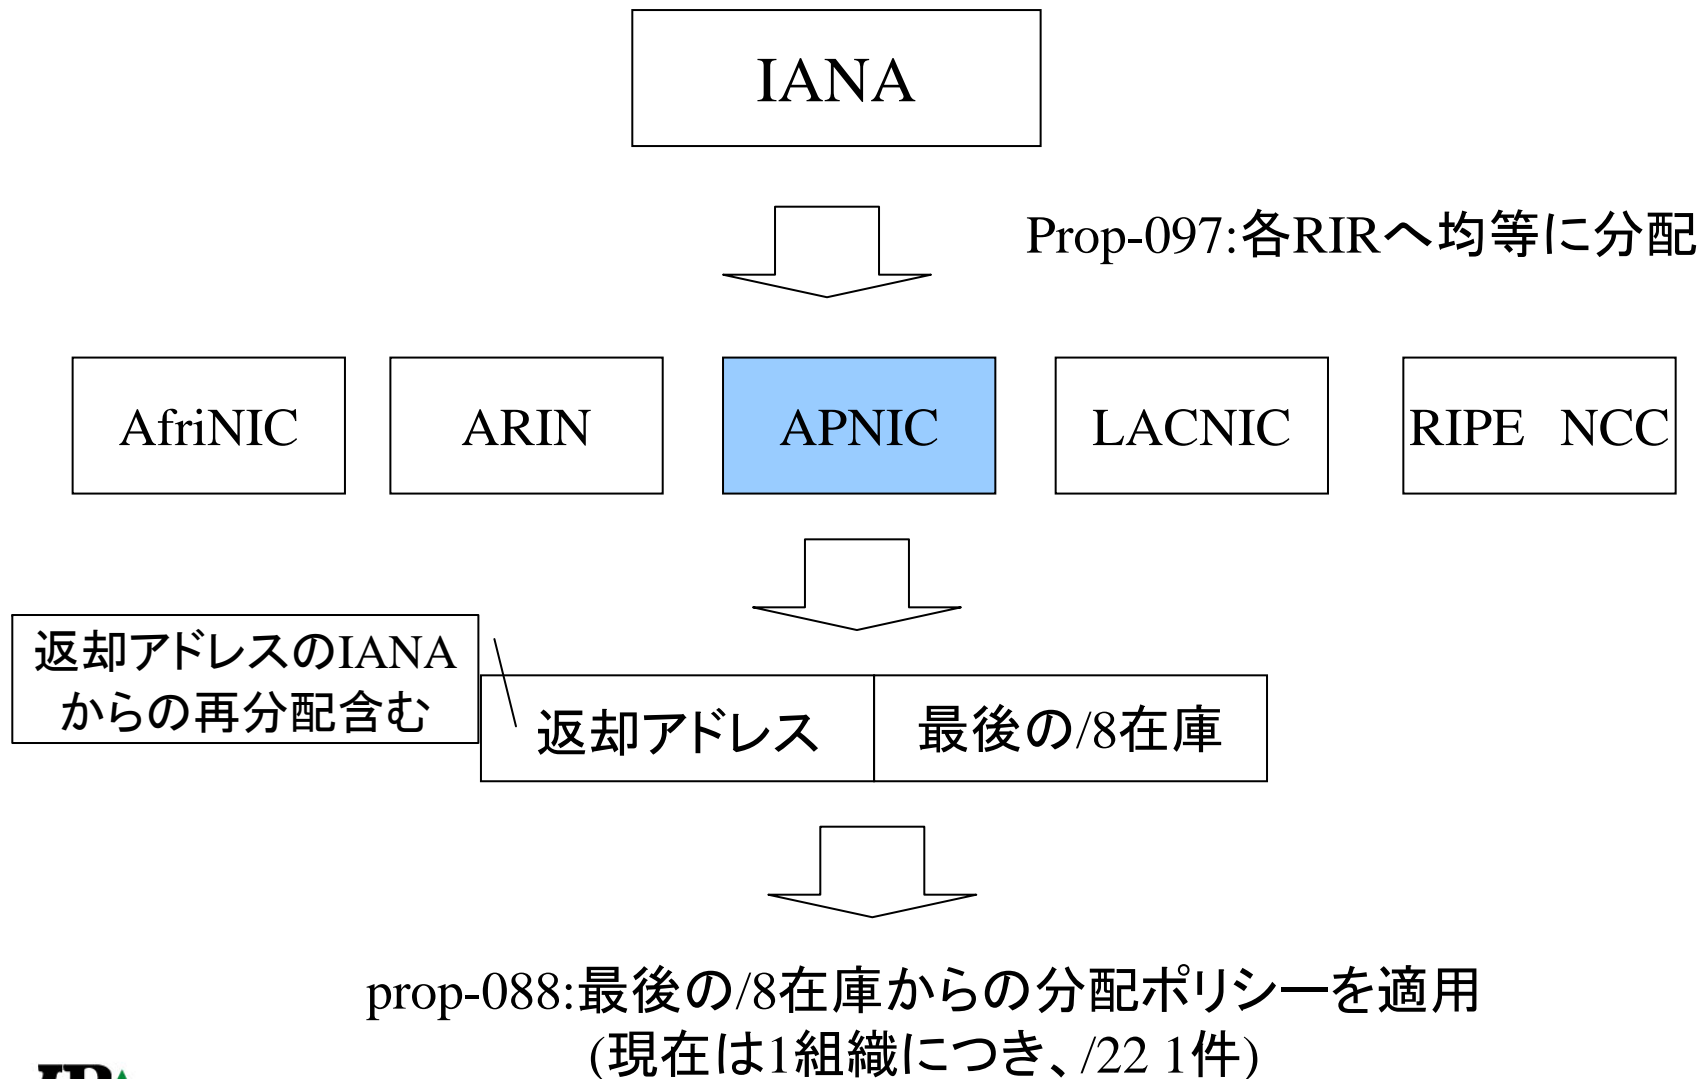 IANA
Prop-097:各RIRへ均等に分配
AfriNIC
ARIN
APNIC
LACNIC
RIPE NCC
返却アドレスのIANA
からの再分配含む
返却アドレス
最後の/8在庫
prop-088:最後の/8在庫からの分配ポリシーを適用
(現在は1組織につき、/22 1件)